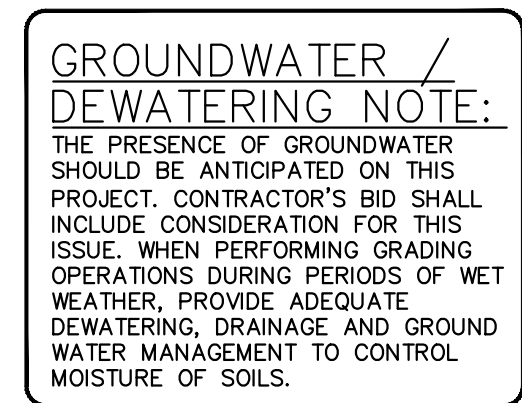 GROUNDWATER /
DEWATERING NOTE:
THE PRESENCE OF GROUNDWATER
SHOULD BE ANTICIPATED ON THIS
PROJECT. CONTRACTOR'S BID SHALL
INCLUDE CONSIDERATION FOR THIS
ISSUE. WHEN PERFORMING GRADING
OPERATIONS DURING PERIODS OF WET
WEATHER, PROVIDE ADEQUATE
DEWATERING, DRAINAGE AND GROUND
WATER MANAGEMENT TO CONTROL
MOISTURE OF SOILS.